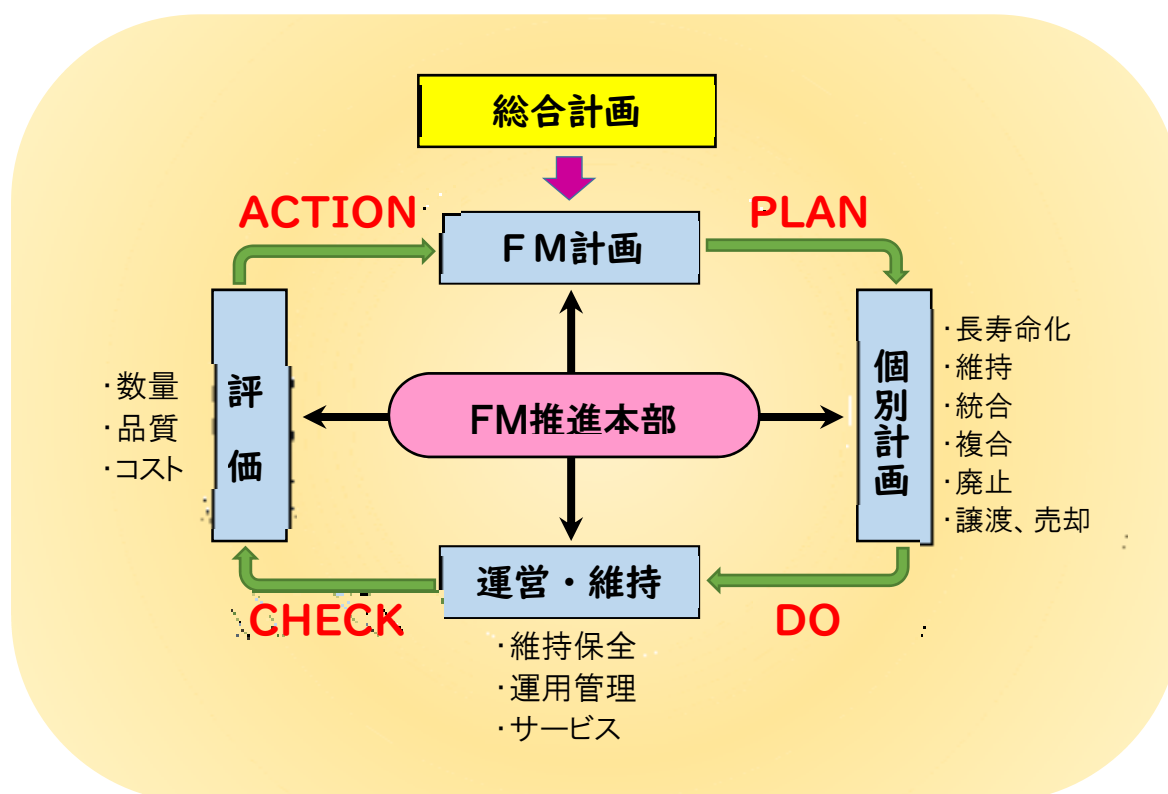 総合計画
ACTION
PLAN
FM計画
・長寿命化
・維持
・統合
・複合
・廃止
・譲渡、売却
個別計画
評価
・数量
・品質
・コスト
FM推進本部
運営・維持
CHECK
DO
・維持保全
・運用管理
・サービス